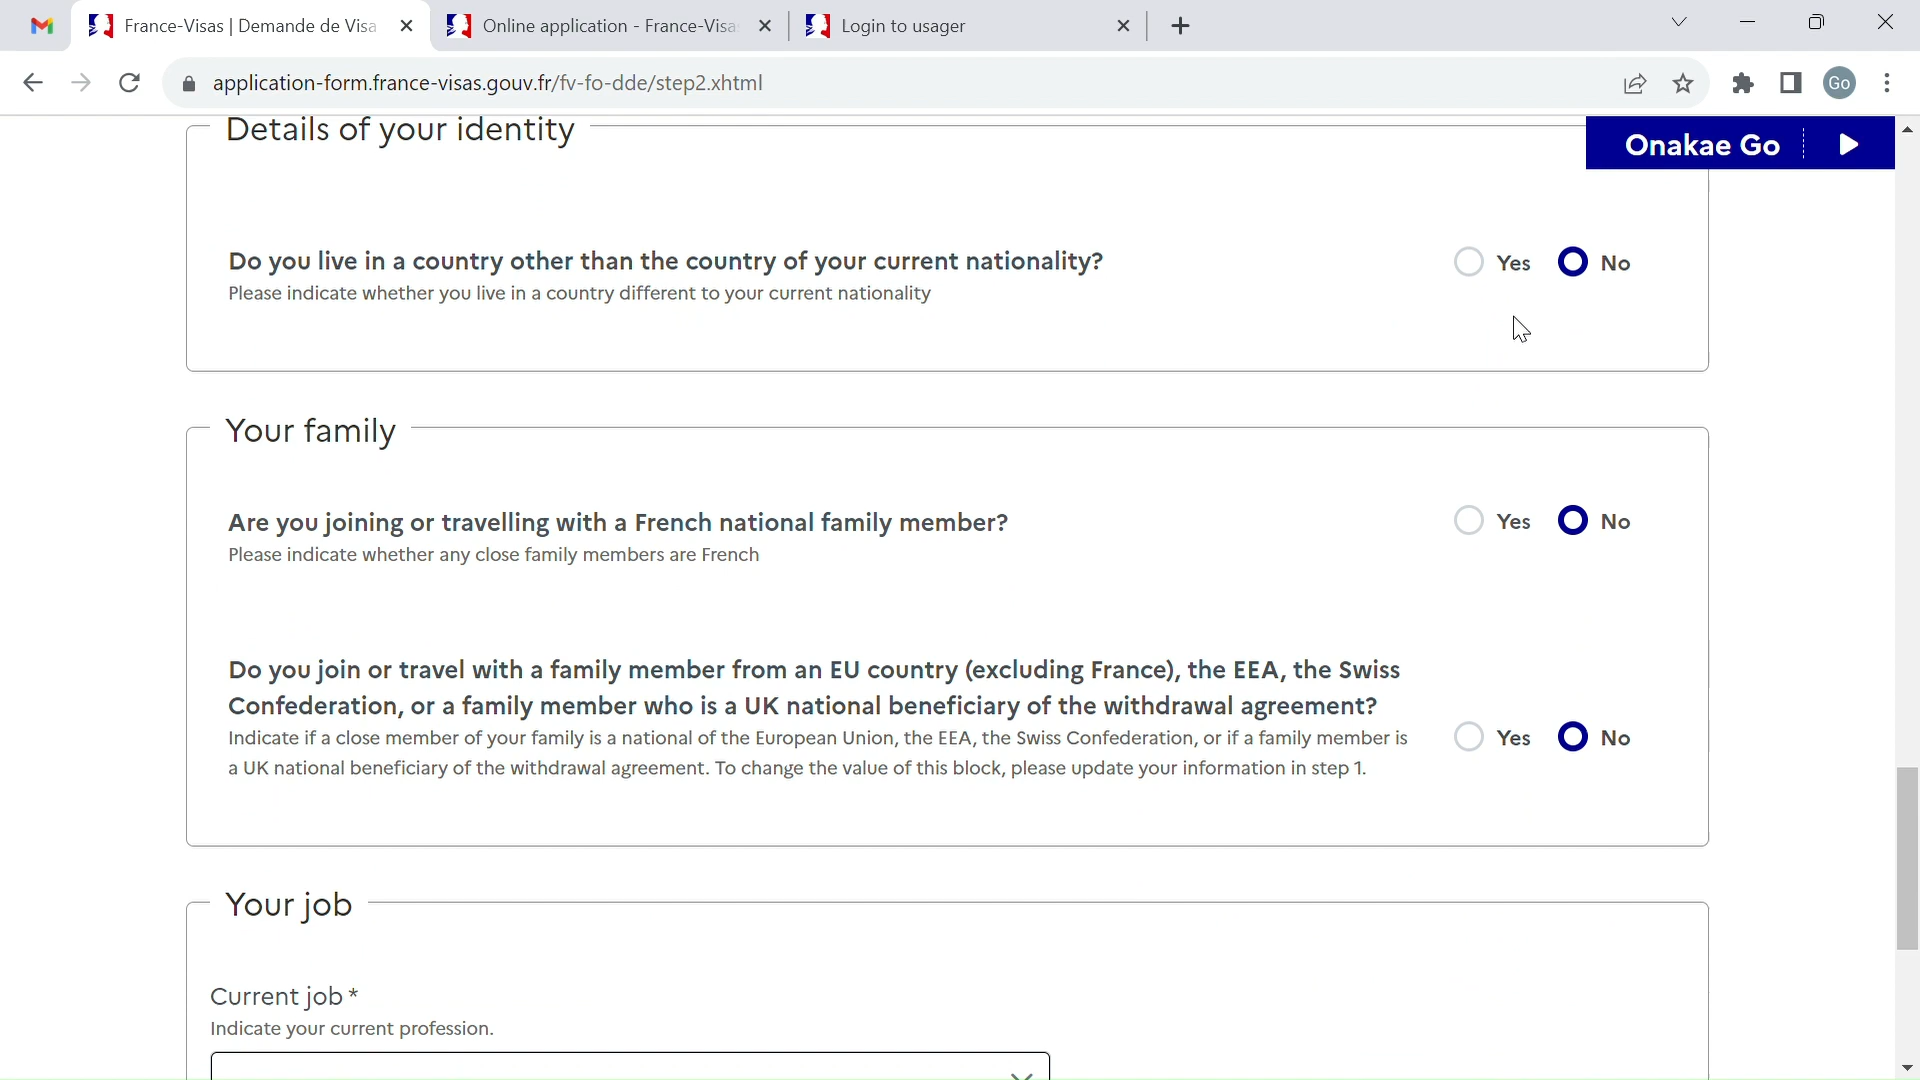 France-Visas | Demande de Visa
Online application - France-Visa
Login to usager
application-form.france-visas.gouv.fr/fv-fo-dde/step2.xhtml
Go
Details of your identity
Onakae Go
Do you live in a country other than the country of your current nationality?
Please indicate whether you live in a country different to your current nationality
Yes No
Your family
Are you joining or travelling with a French national family member?
Please indicate whether any close family members are French
Yes No
Do you join or travel with a family member from an EU country (excluding France), the EEA, the Swiss
Confederation, or a family member who is a UK national beneficiary of the withdrawal agreement?
Indicate if a close member of your family is a national of the European Union, the EEA, the Swiss Confederation, or if a family member is
a UK national beneficiary of the withdrawal agreement. To change the value of this block, please update your information in step 1.
Yes No
Your job
Current job *
Indicate your current profession.